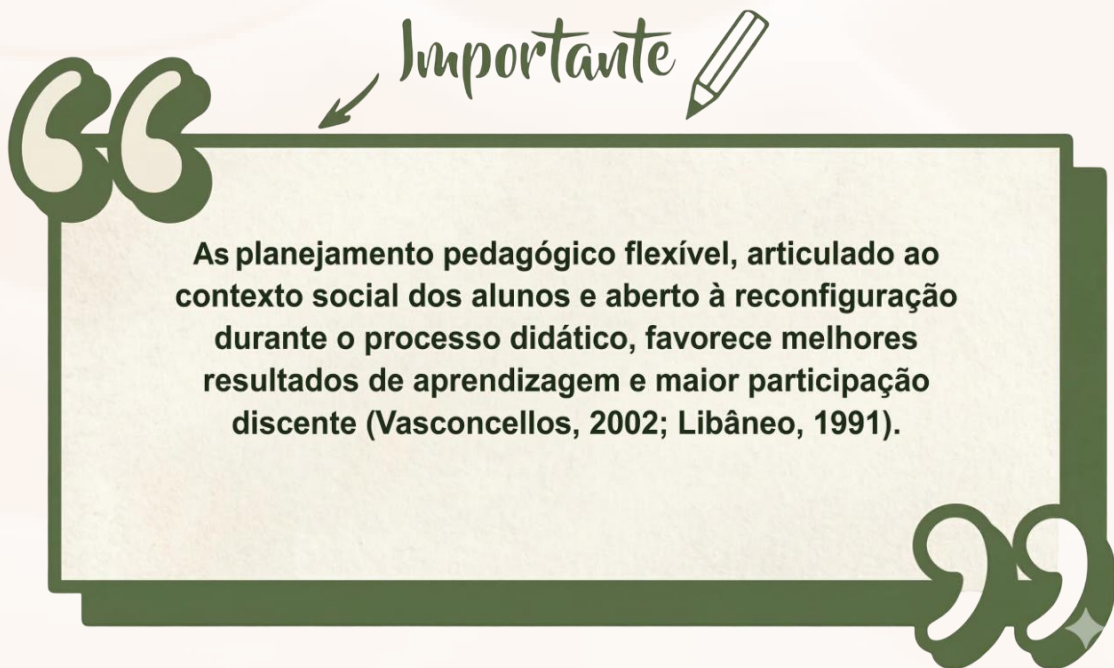 Importante
As planejamento pedagógico flexível, articulado ao
contexto social dos alunos e aberto à reconfiguração
durante o processo didático, favorece melhores
resultados de aprendizagem e maior participação
discente (Vasconcellos, 2002; Libâneo, 1991).